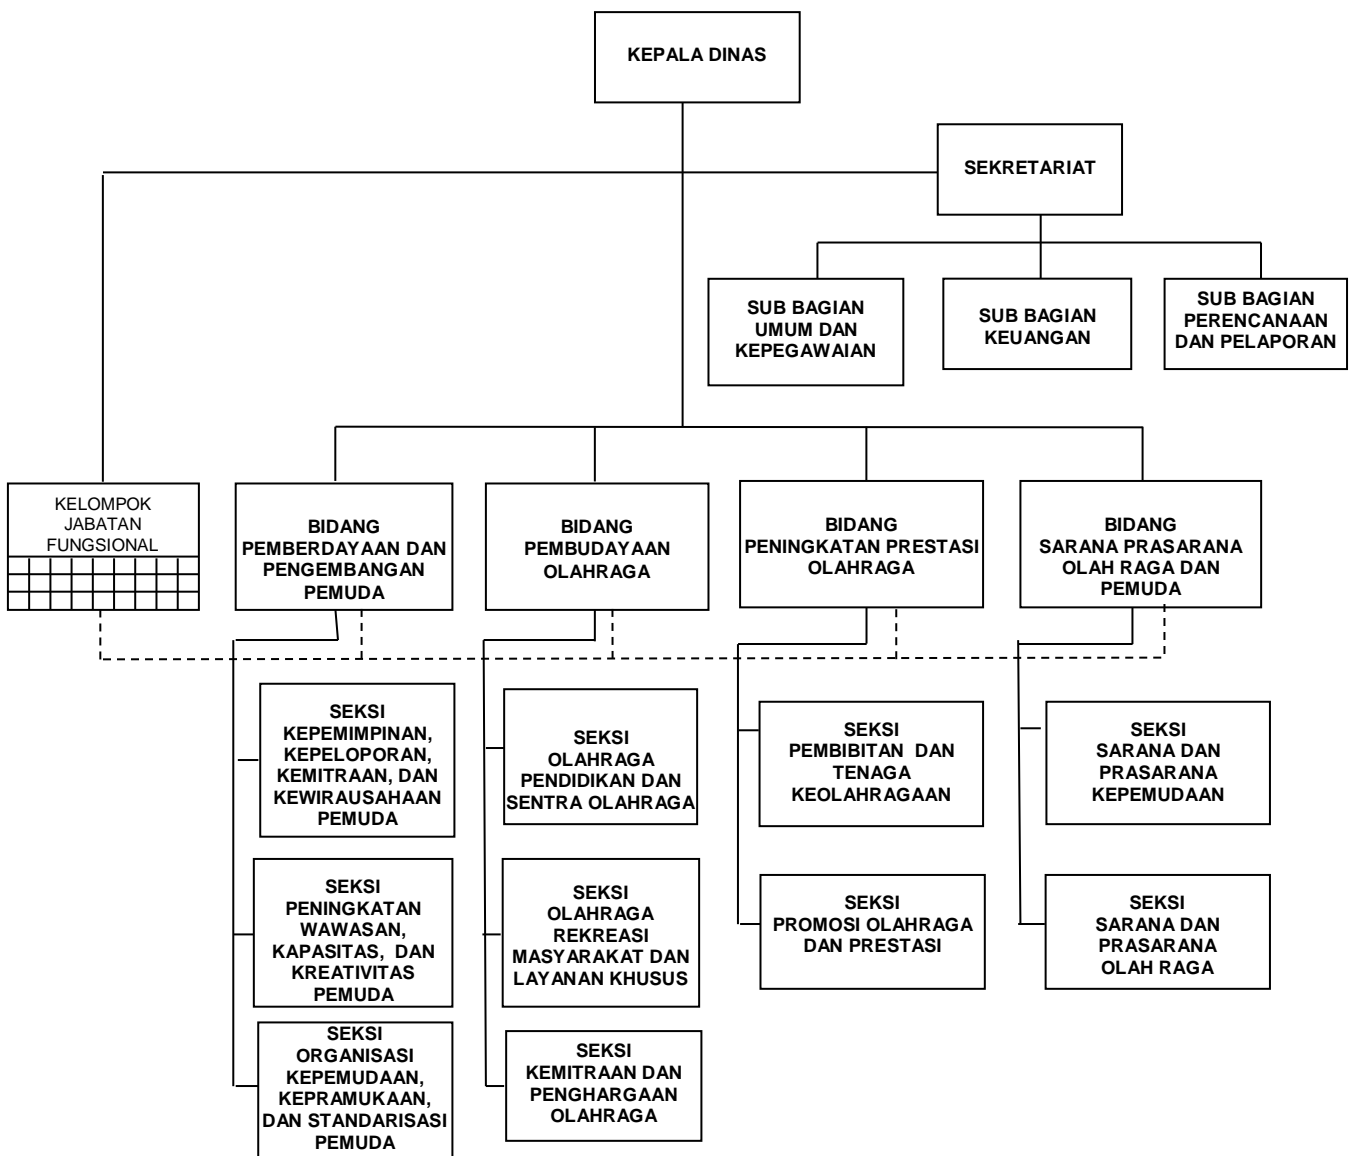 KEPALA DINAS
SEKRETARIAT
SUB BAGIAN
UMUM DAN
KEPEGAWAIAN
SUB BAGIAN
KEUANGAN
SUB BAGIAN
PERENCANAAN
DAN PELAPORAN
KELOMPOK
JABATAN
FUNGSIONAL
BIDANG
PEMBERDAYAAN DAN
PENGEMBANGAN
PEMUDA
BIDANG
PEMBUDAYAAN
OLAHRAGA
BIDANG
PENINGKATAN PRESTASI
OLAHRAGA
BIDANG
SARANA PRASARANA
OLAH RAGA DAN
PEMUDA
SEKSI
KEPEMIMPINAN,
KEPELOPORAN,
KEMITRAAN, DAN
KEWIRAUSAHAAN
PEMUDA
SEKSI
OLAHRAGA
PENDIDIKAN DAN
SENTRA OLAHRAGA
SEKSI
PEMBIBITAN  DAN
TENAGA
KEOLAHRAGAAN
SEKSI
SARANA DAN
PRASARANA
KEPEMUDAAN
SEKSI
PENINGKATAN
WAWASAN,
KAPASITAS,  DAN
KREATIVITAS
PEMUDA
SEKSI
OLAHRAGA
REKREASI
MASYARAKAT DAN
LAYANAN KHUSUS
SEKSI
PROMOSI OLAHRAGA
DAN PRESTASI
SEKSI
SARANA DAN
PRASARANA
OLAH RAGA
SEKSI
ORGANISASI
KEPEMUDAAN,
KEPRAMUKAAN,
DAN STANDARISASI
PEMUDA
SEKSI
KEMITRAAN DAN
PENGHARGAAN
OLAHRAGA